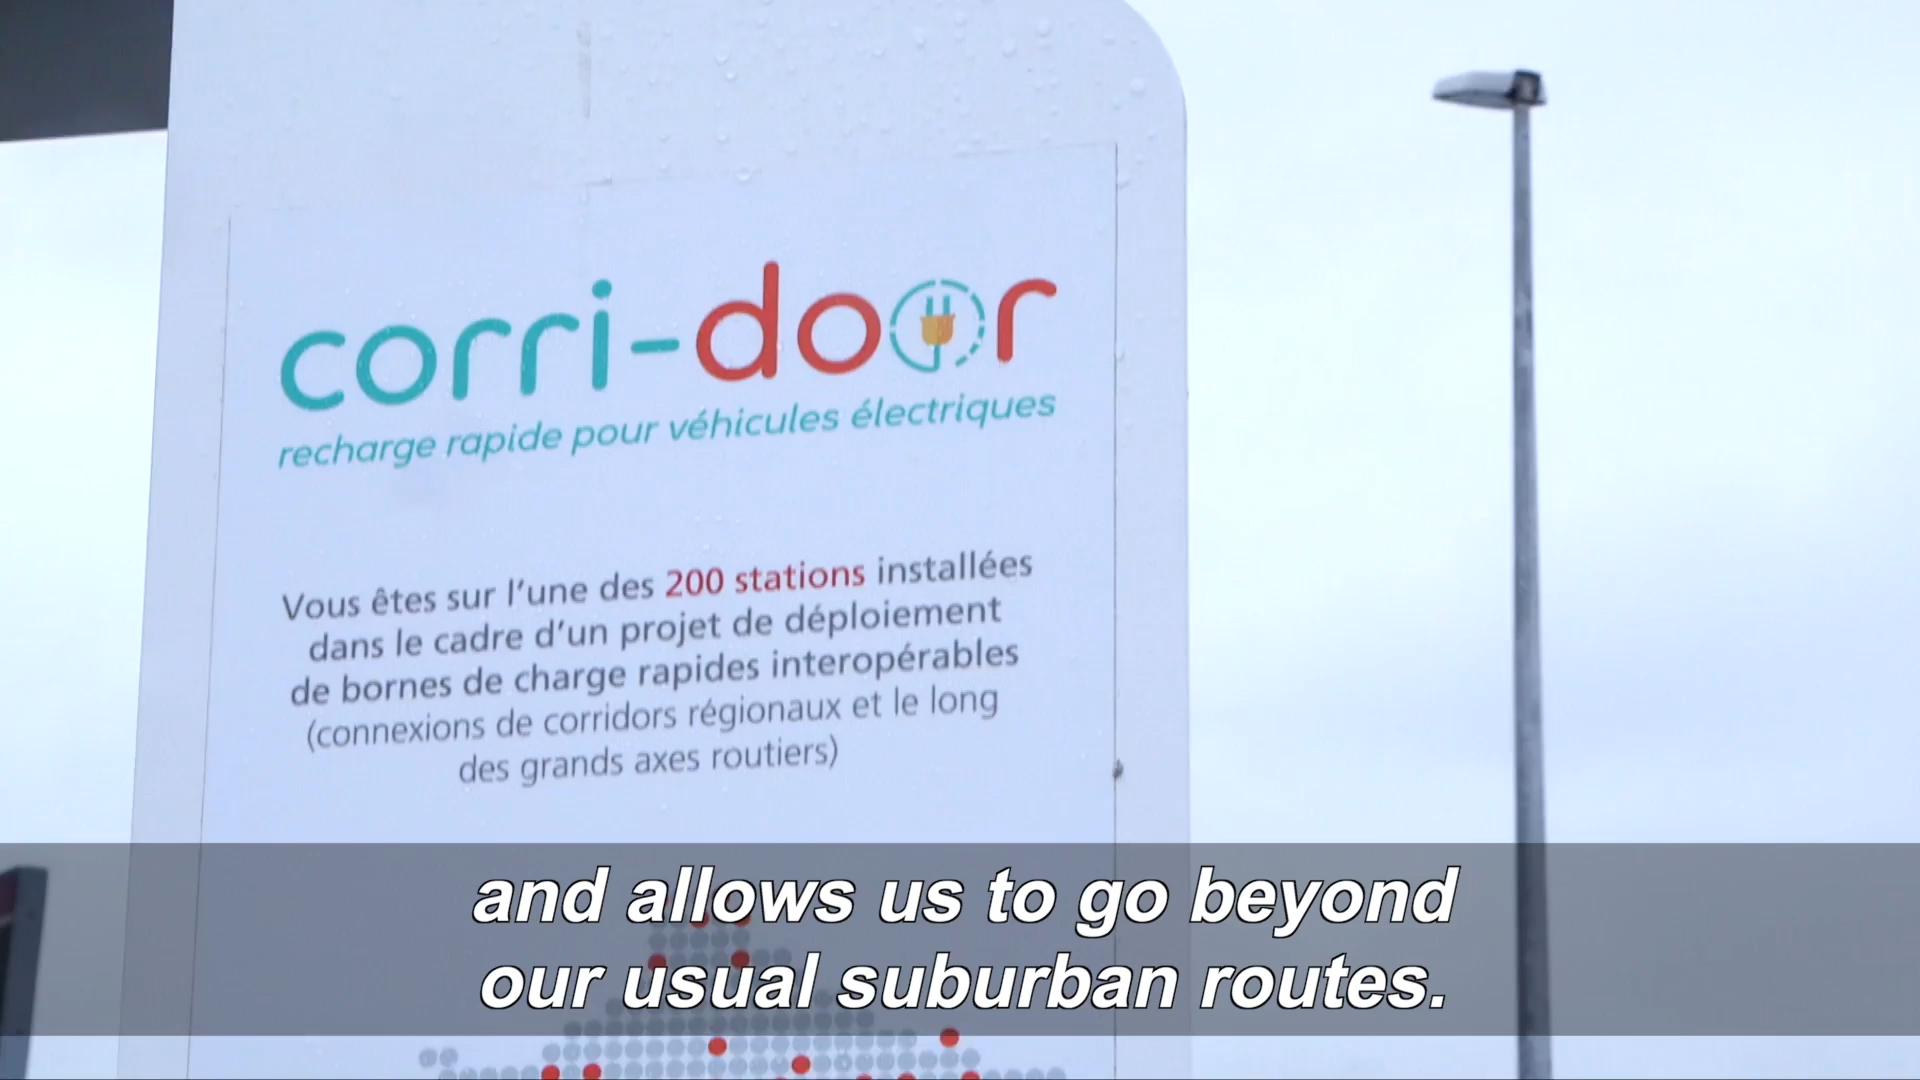 corri-door
recharge rapide pour véhicules électriques
Vous êtes sur l'une des 200 stations installées
dans le cadre d'un projet de déploiement
de bornes de charge rapides interopérables
(connexions de corridors régionaux et le long
des grands axes routiers)
and allows us to go beyond
our usual suburban routes.